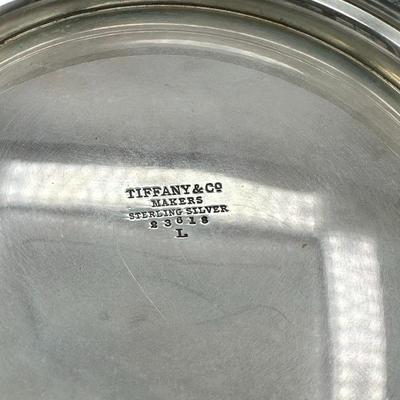 TIFFANY & CO
MAKERS
STERLING SILVER
23618
L